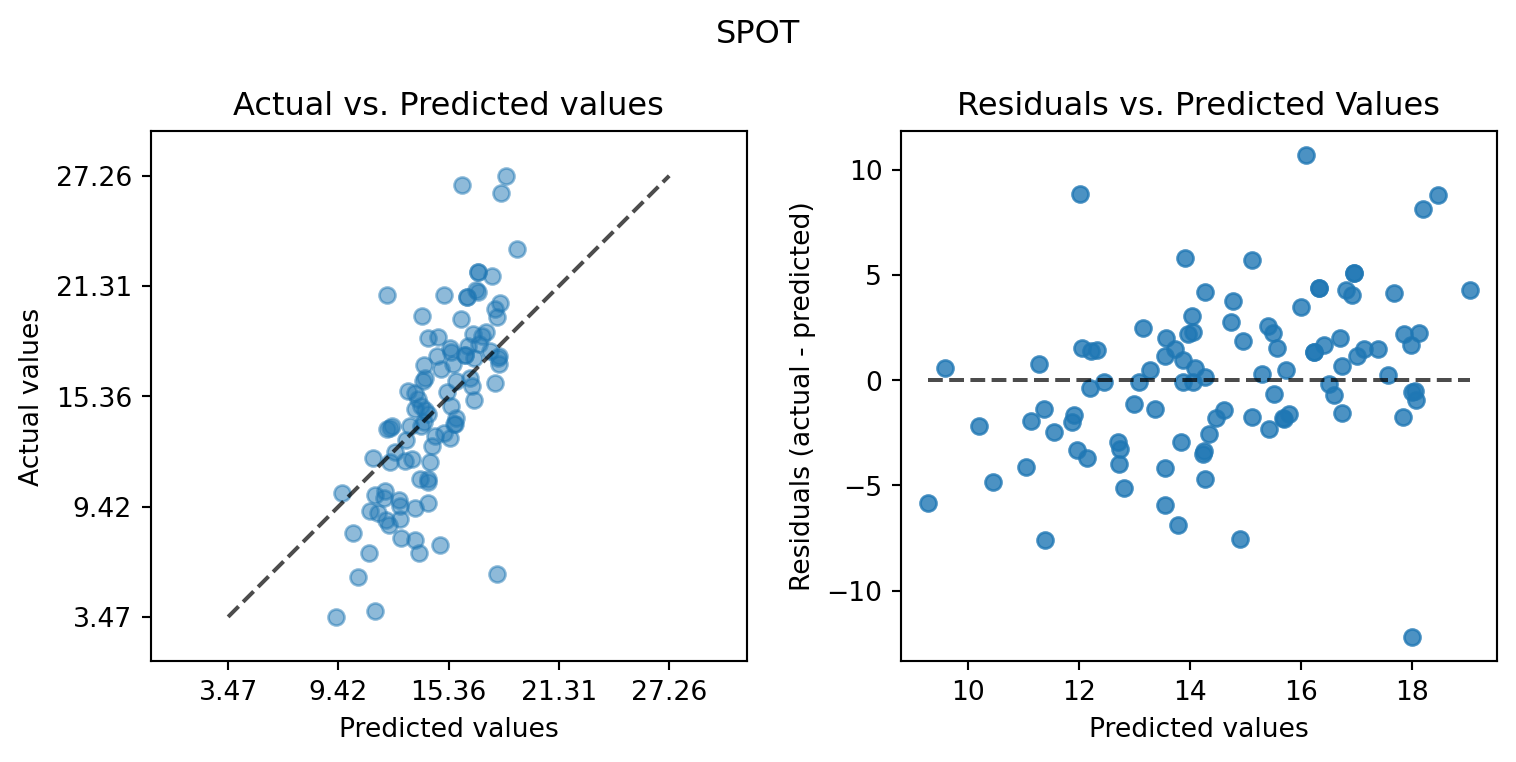 SPOT
Actual vs. Predicted values
Actual values
27.26
21.31
15.36
9.42
3.47
3.47 9.42 15.36 21.31 27.26
Predicted values
Residuals vs. Predicted Values
Residuals (actual - predicted)
10
5
0
−5
−10
10 12 14 16 18
Predicted values